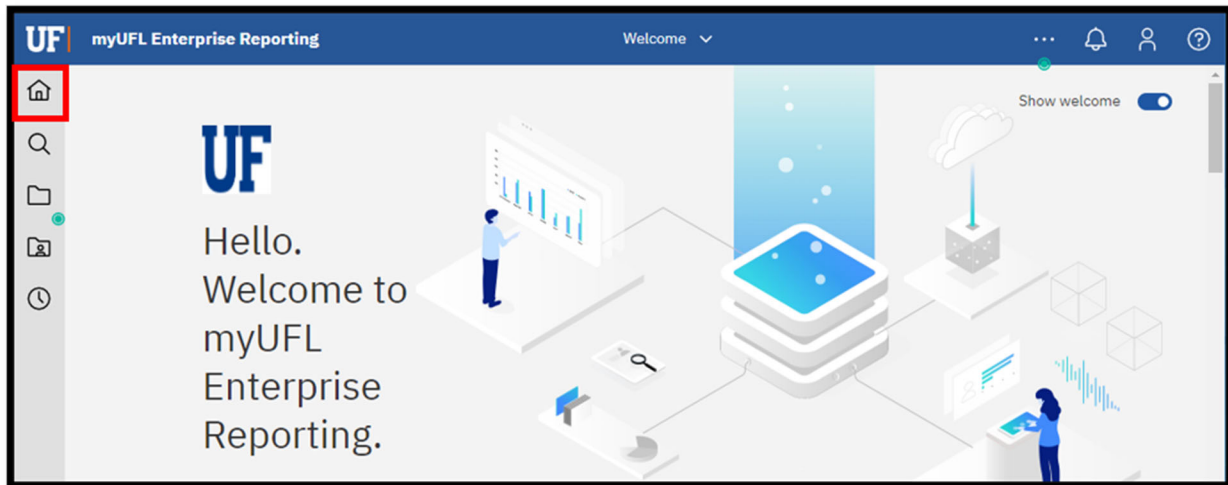 UF myUFL Enterprise Reporting Welcome
Show welcome
UF
Hello.
Welcome to
myUFL
Enterprise
Reporting.